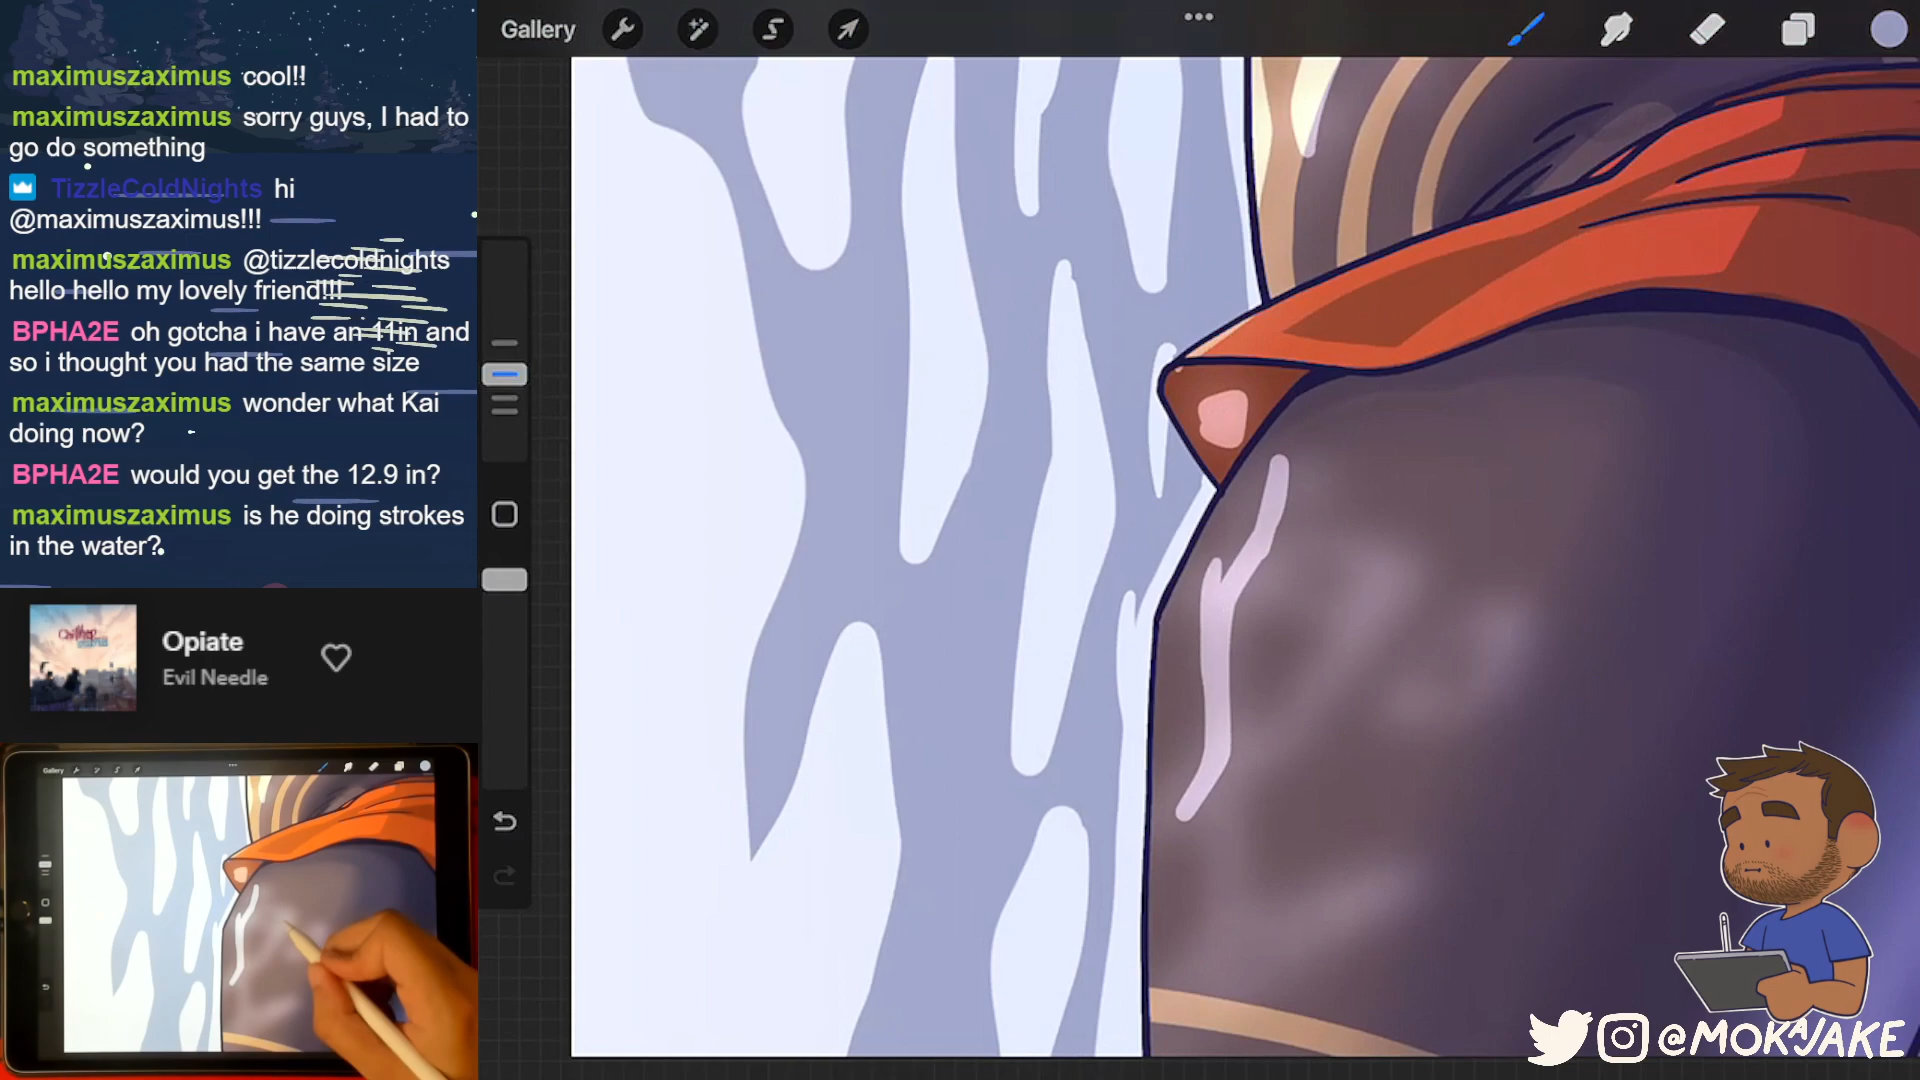 Gallery
maximuszaximus cool!!
maximuszaximus sorry guys, I had to
go do something
TizzleColdNights hi
@maximuszaximus!!!
maximuszaximus @tizzlecoldnights
hello hello my lovely friend!!!
BPHA2E oh gotcha i have an 11in and
so i thought you had the same size
maximuszaximus wonder what Kai
doing now?
BPHA2E would you get the 12.9 in?
maximuszaximus is he doing strokes
in the water?
Opiate
Evil Needle
Gallery
@MOKAJAKE